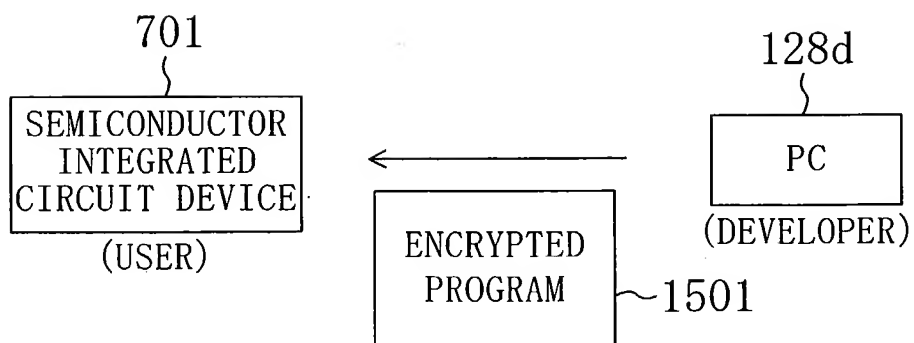 701
SEMICONDUCTOR
INTEGRATED
CIRCUIT DEVICE
(USER)
128d
PC
(DEVELOPER)
ENCRYPTED
PROGRAM
1501